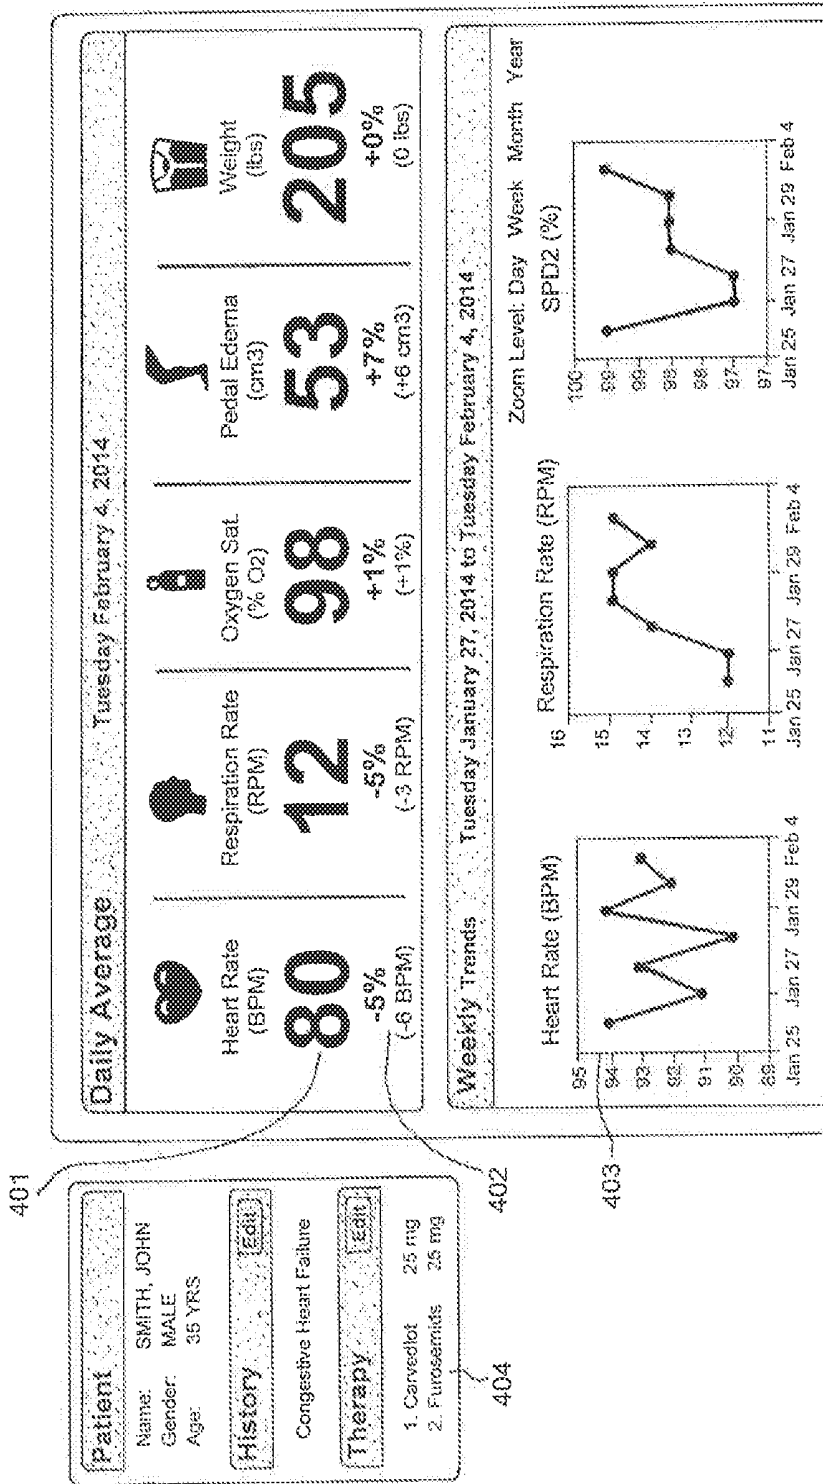 401
Patient
Name: SMITH, JOHN
Gender: MALE
Age: 35 YRS
History Edit
Congestive Heart Failure
Therapy Edit
1. Carvedlot 25 mg
2. Furosemids 25 mg
404
Daily Average Tuesday February 4, 2014
Heart Rate
(BPM)
80
-5%
(-6 BPM)
Respiration Rate
(RPM)
12
-5%
(-3 RPM)
Oxygen Sat.
(% O2)
98
+1%
(+1%)
Pedal Edema
(cm3)
53
+7%
(+6 cm3)
Weight
(lbs)
205
+0%
(0 lbs)
402
Weekly Trends Tuesday January 27, 2014 to Tuesday February 4, 2014
Zoom Level: Day Week Month Year
Heart Rate (BPM)
95
94
93
92
91
90
89
Jan 25 Jan 27 Jan 29 Feb 4
403
Respiration Rate (RPM)
16
15
14
13
12
11
Jan 25 Jan 27 Jan 29 Feb 4
SPD2 (%)
100
99
99
98
98
97
97
Jan 25 Jan 27 Jan 29 Feb 4